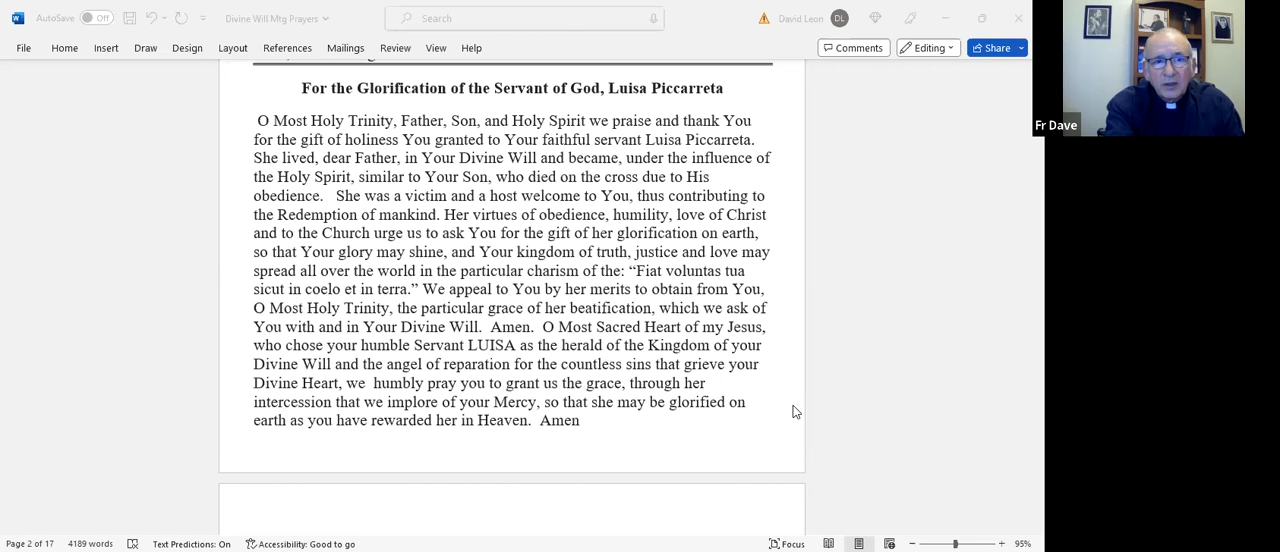 AutoSave Off Divine Will Mtg Prayers Search David Leon DL
File Home Insert Draw Design Layout References Mailings Review View Help Comments Editing Share
For the Glorification of the Servant of God, Luisa Piccarreta
O Most Holy Trinity, Father, Son, and Holy Spirit we praise and thank You
for the gift of holiness You granted to Your faithful servant Luisa Piccarreta.
She lived, dear Father, in Your Divine Will and became, under the influence of
the Holy Spirit, similar to Your Son, who died on the cross due to His
obedience. She was a victim and a host welcome to You, thus contributing to
the Redemption of mankind. Her virtues of obedience, humility, love of Christ
and to the Church urge us to ask You for the gift of her glorification on earth,
so that Your glory may shine, and Your kingdom of truth, justice and love may
spread all over the world in the particular charism of the: “Fiat voluntas tua
sicut in coelo et in terra.” We appeal to You by her merits to obtain from You,
O Most Holy Trinity, the particular grace of her beatification, which we ask of
You with and in Your Divine Will. Amen. O Most Sacred Heart of my Jesus,
who chose your humble Servant LUISA as the herald of the Kingdom of your
Divine Will and the angel of reparation for the countless sins that grieve your
Divine Heart, we humbly pray you to grant us the grace, through her
intercession that we implore of your Mercy, so that she may be glorified on
earth as you have rewarded her in Heaven. Amen
Fr Dave
Page 2 of 17 4189 words Text Predictions: On Accessibility: Good to go Focus 95%